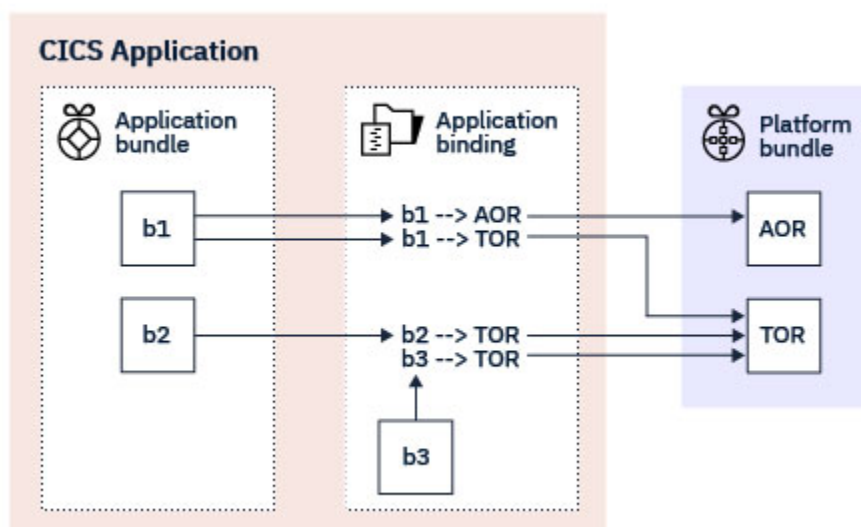 CICS Application
Application
bundle
Application
binding
Platform
bundle
b1
b1 --> AOR
b1 --> TOR
AOR
b2
b2 --> TOR
b3 --> TOR
TOR
b3